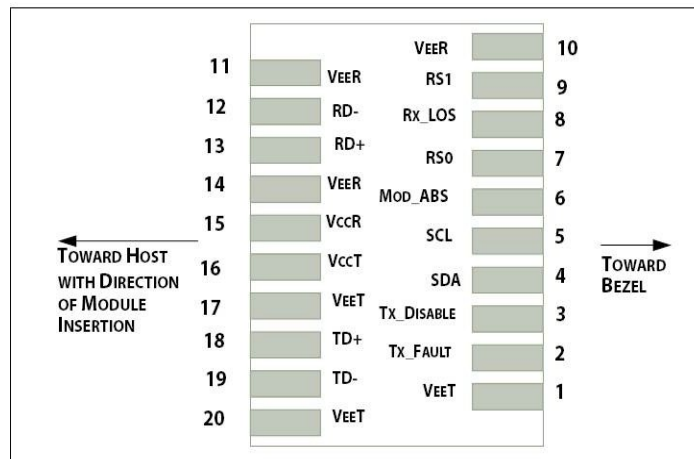 11 VEER
12 RD-
13 RD+
14 VEER
15 VCCR
16 VCCT
17 VEET
18 TD+
19 TD-
20 VEET
VEER 10
RS1 9
RX_LOS 8
RS0 7
MOD_ABS 6
SCL 5
SDA 4
TX_DISABLE 3
TX_FAULT 2
VEET 1
TOWARD HOST
WITH DIRECTION
OF MODULE
INSERTION
TOWARD
BEZEL